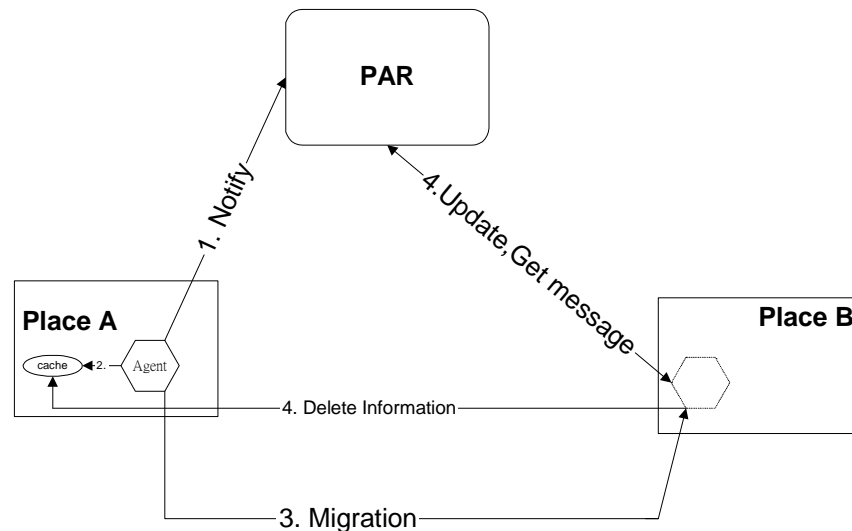 PAR
1. Notify
4.Update,Get message
Place A
Place B
cache
2.
Agent
4. Delete Information
3. Migration